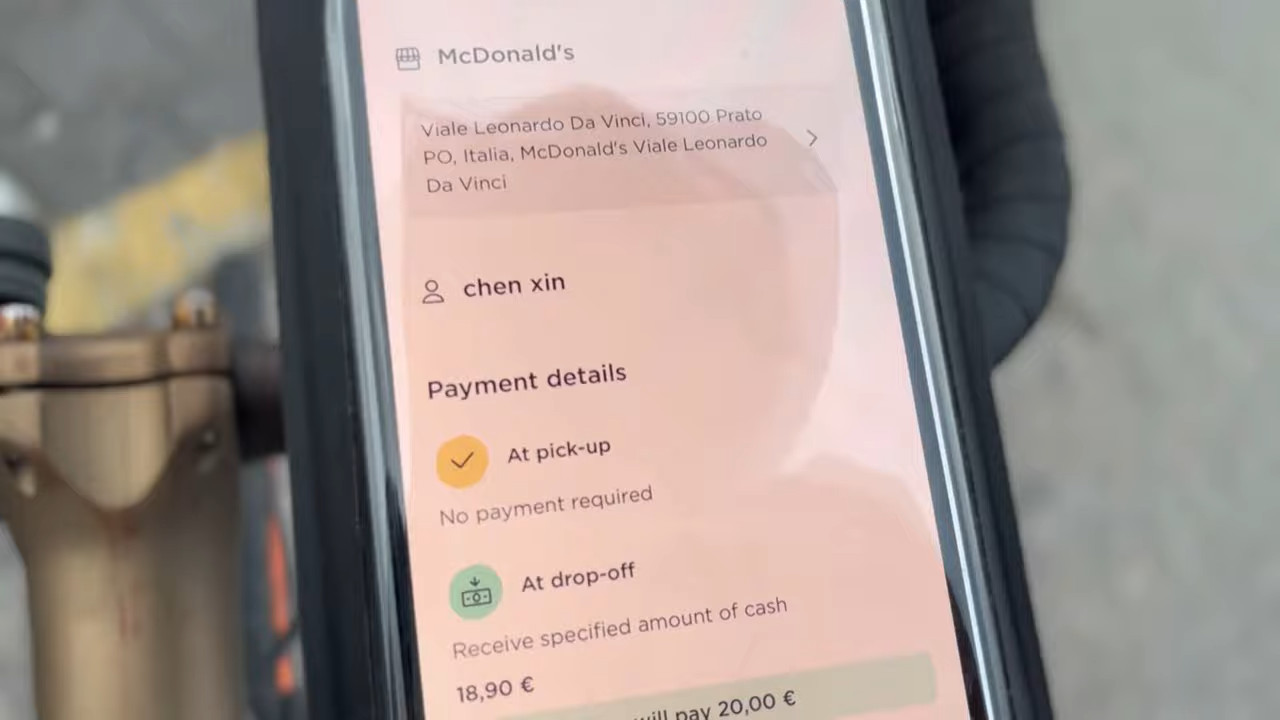 McDonald's
Viale Leonardo Da Vinci, 59100 Prato
PO, Italia, McDonald's Viale Leonardo
Da Vinci
chen xin
Payment details
At pick-up
No payment required
At drop-off
Receive specified amount of cash
18,90 €
will pay 20,00 €